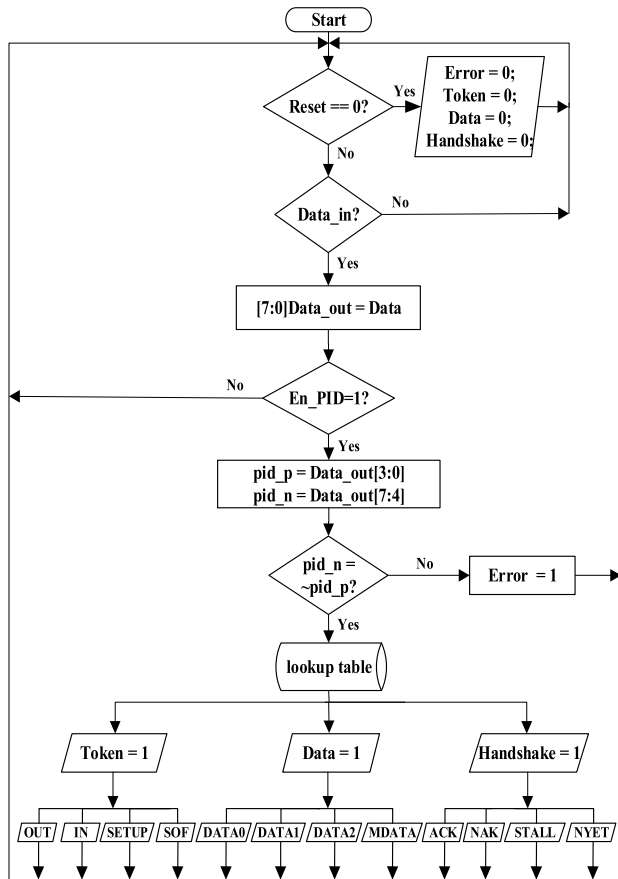 Start
Reset == 0?
Yes
Error = 0;
Token = 0;
Data = 0;
Handshake = 0;
No
Data_in?
No
Yes
[7:0]Data_out = Data
No
En_PID=1?
Yes
pid_p = Data_out[3:0]
pid_n = Data_out[7:4]
pid_n =
~pid_p?
No
Error = 1
Yes
lookup table
Token = 1
Data = 1
Handshake = 1
OUT
IN
SETUP
SOF
DATA0
DATA1
DATA2
MDATA
ACK
NAK
STALL
NYET